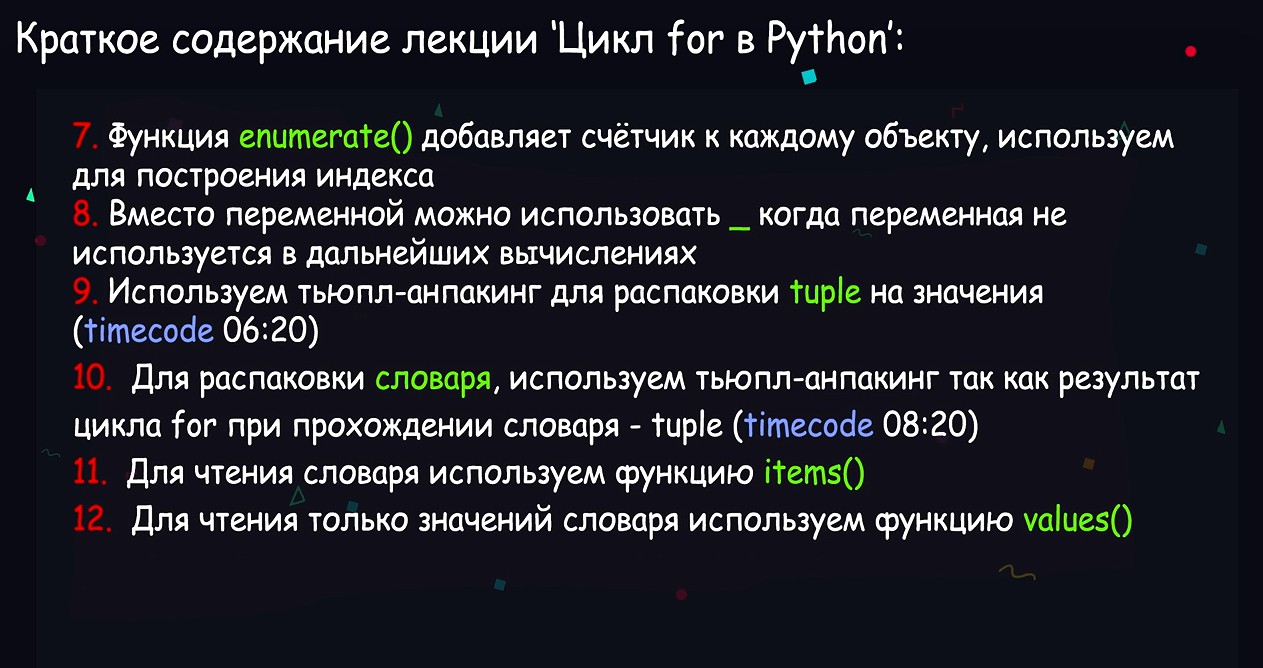 Краткое содержание лекции ‘Цикл for в Python’:
7. Функция enumerate() добавляет счётчик к каждому объекту, используем
для построения индекса
8. Вместо переменной можно использовать _ когда переменная не
используется в дальнейших вычислениях
9. Используем тьюпл-анпакинг для распаковки tuple на значения
(timecode 06:20)
10. Для распаковки словаря, используем тьюпл-анпакинг так как результат
цикла for при прохождении словаря - tuple (timecode 08:20)
11. Для чтения словаря используем функцию items()
12. Для чтения только значений словаря используем функцию values()